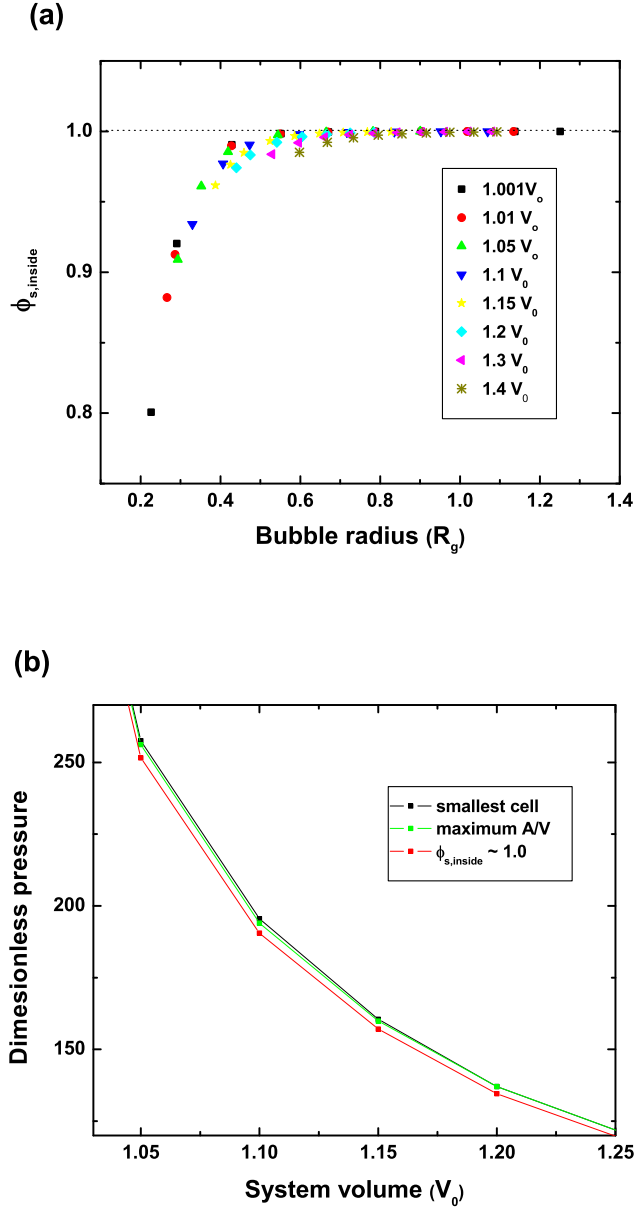 (a)
1.0
0.9
0.8
ϕs,inside
1.001Vo
1.01 Vo
1.05 Vo
1.1 V0
1.15 V0
1.2 V0
1.3 V0
1.4 V0
0.2 0.4 0.6 0.8 1.0 1.2 1.4
Bubble radius (Rg)
(b)
250
200
150
Dimesionless pressure
smallest cell
maximum A/V
ϕs,inside ~ 1.0
1.05 1.10 1.15 1.20 1.25
System volume (V0)